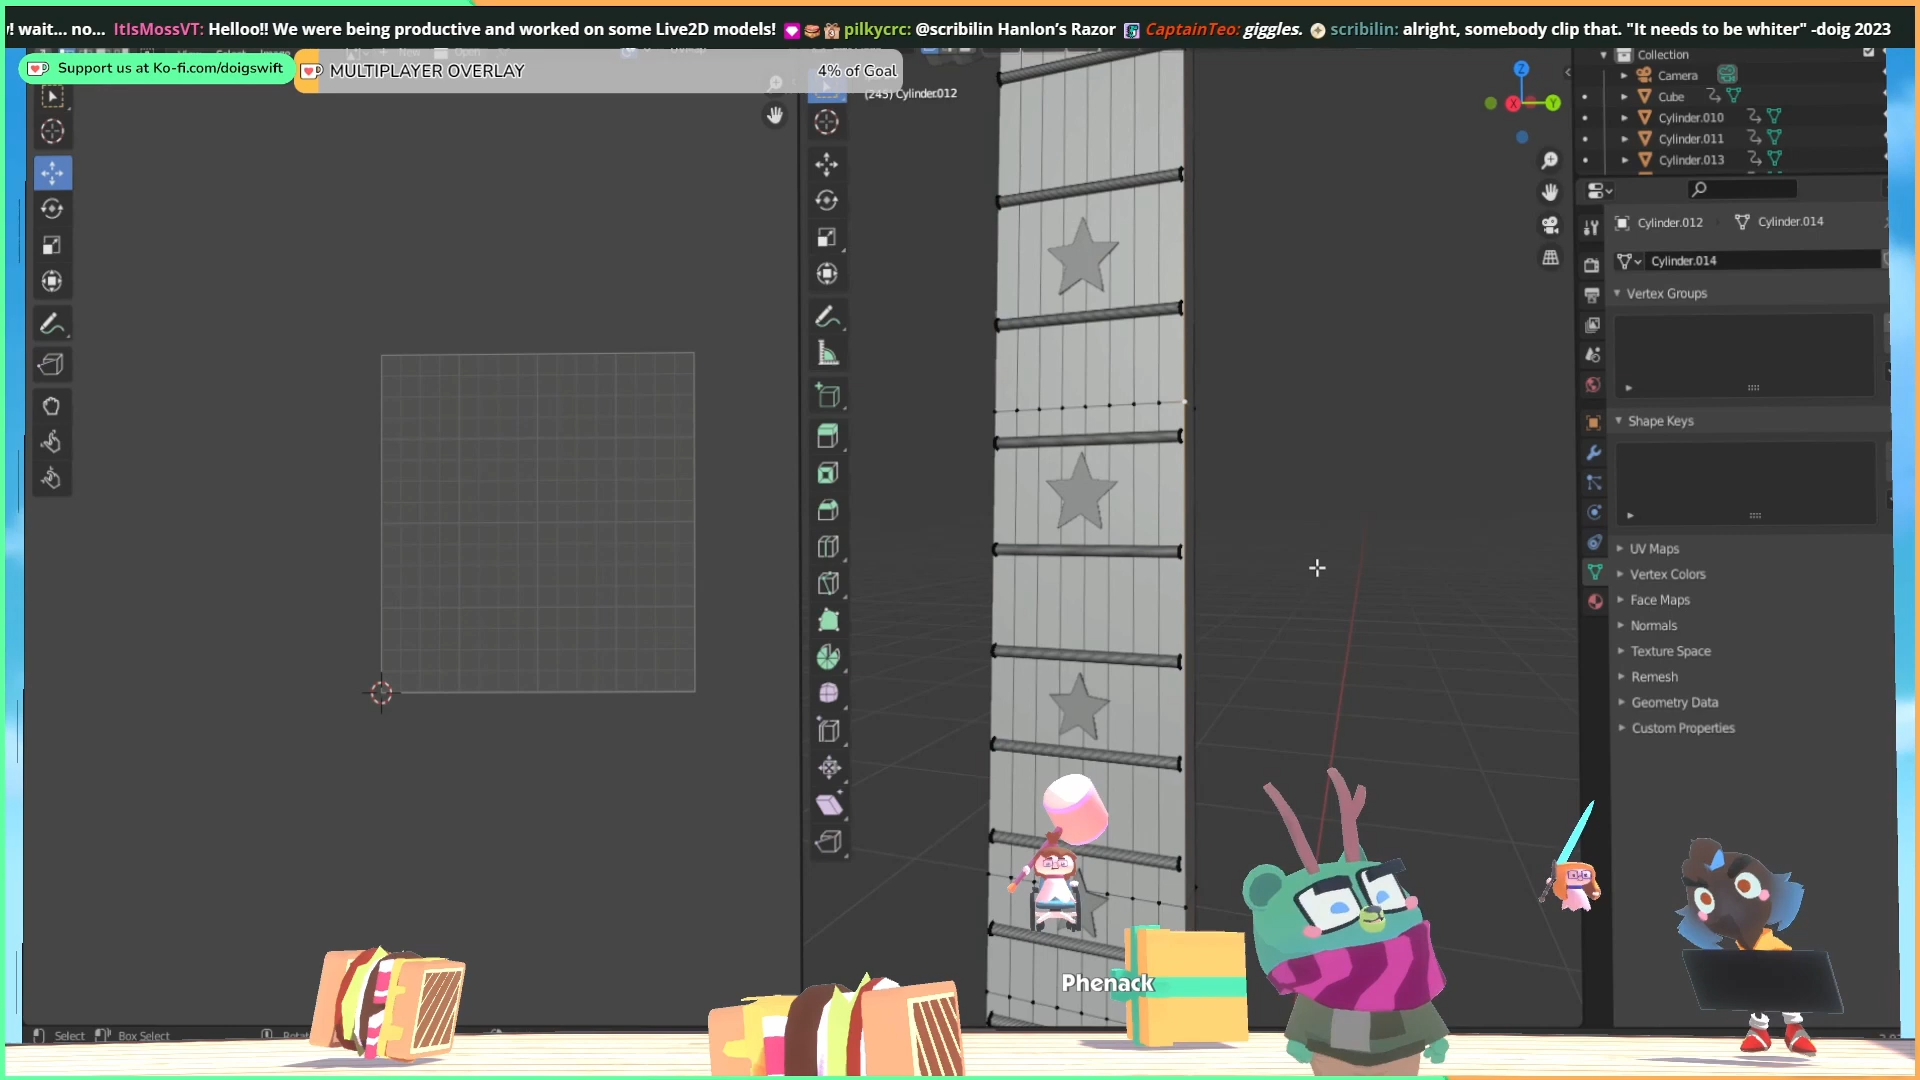 ! wait... no... ItIsMossVT: Helloo!! We were being productive and worked on some Live2D models! pilkycrc: @scribilin Hanlon's Razor CaptainTeo: giggles. scribilin: alright, somebody clip that. "It needs to be whiter" -doig 2023
Support us at Ko-fi.com/doigswift
MULTIPLAYER OVERLAY
4% of Goal
(245) Cylinder.012
Z
X
Y
Collection
Camera
Cube
Cylinder.010
Cylinder.011
Cylinder.013
Cylinder.012
Cylinder.014
Cylinder.014
Vertex Groups
Shape Keys
UV Maps
Vertex Colors
Face Maps
Normals
Texture Space
Remesh
Geometry Data
Custom Properties
Phenack
Select
Box Select